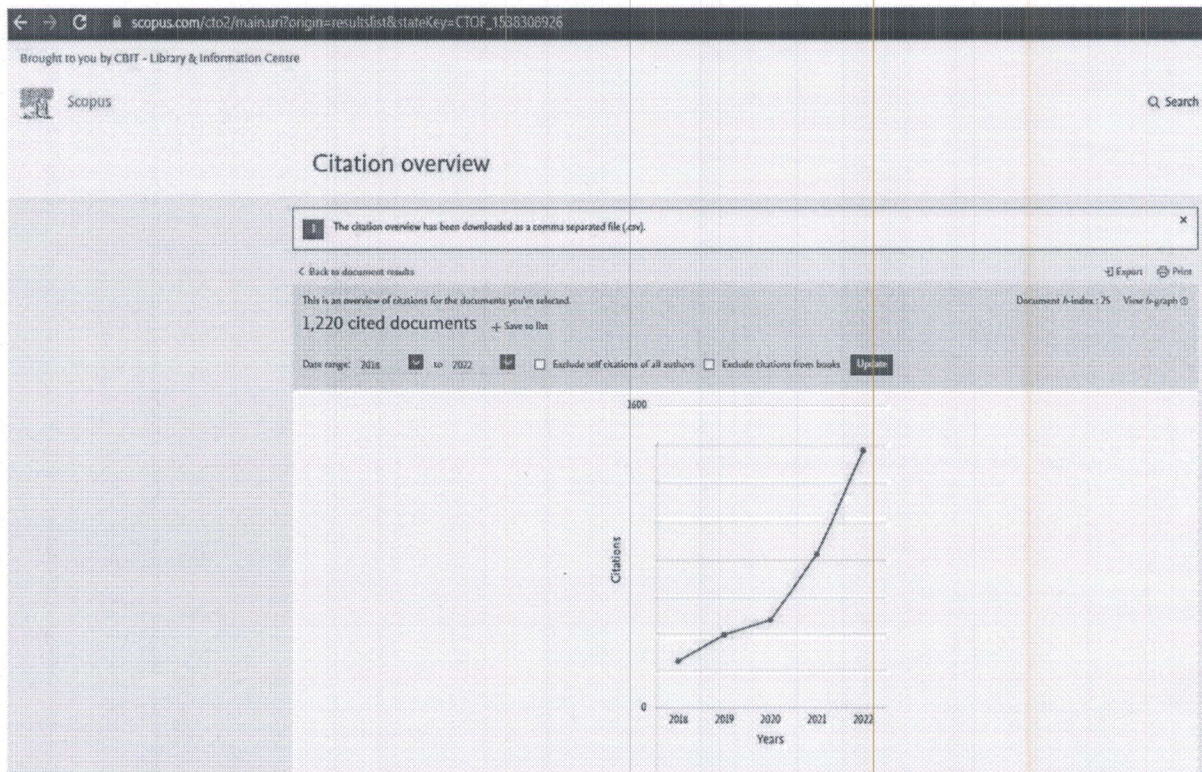 scopus.com/cto2/main.uri?origin=resultslist&stateKey=CTOF_1538308926
Brought to you by CBIT - Library & Information Centre
Scopus
Search
Citation overview
The citation overview has been downloaded as a comma separated file (.csv).
Back to document results
Export Print
This is an overview of citations for the documents you've selected.
Document h-index : 25 View h-graph
1,220 cited documents + Save to list
Date range: 2018 to 2022 Exclude self citations of all authors Exclude citations from books Update
1600
Citations
0
2018 2019 2020 2021 2022
Years